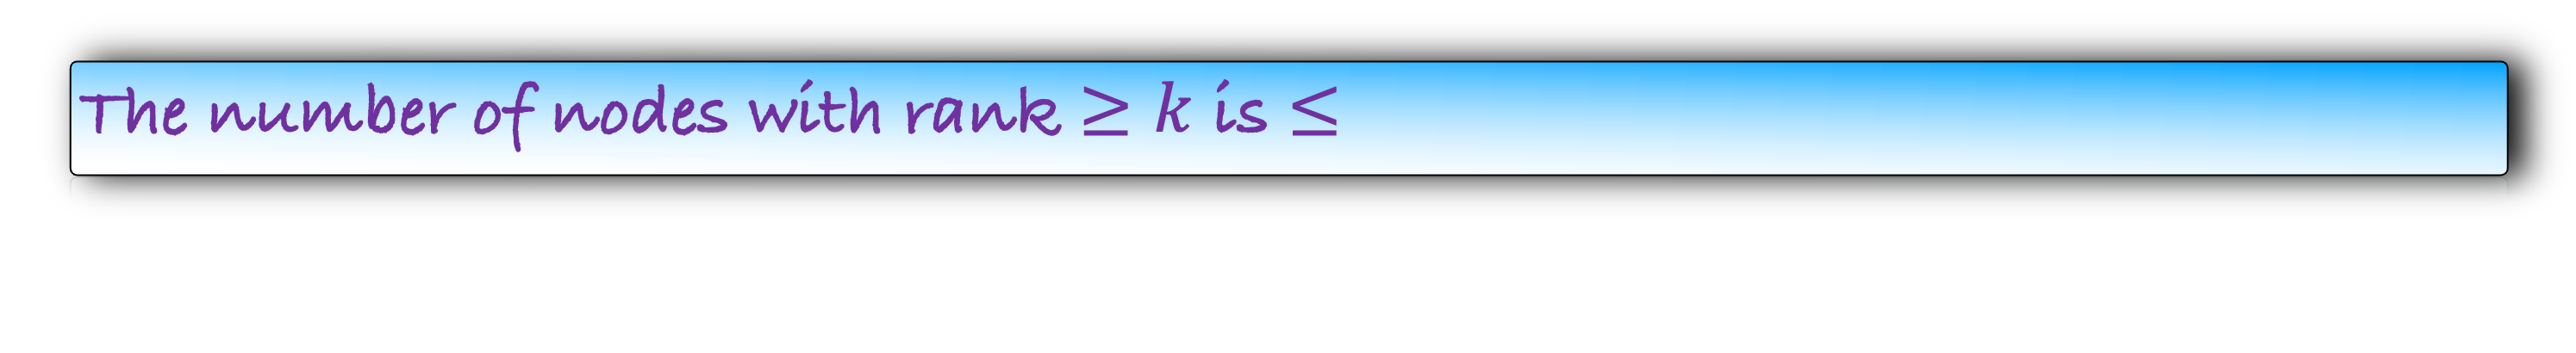 The number of nodes with rank ≥ k is ≤